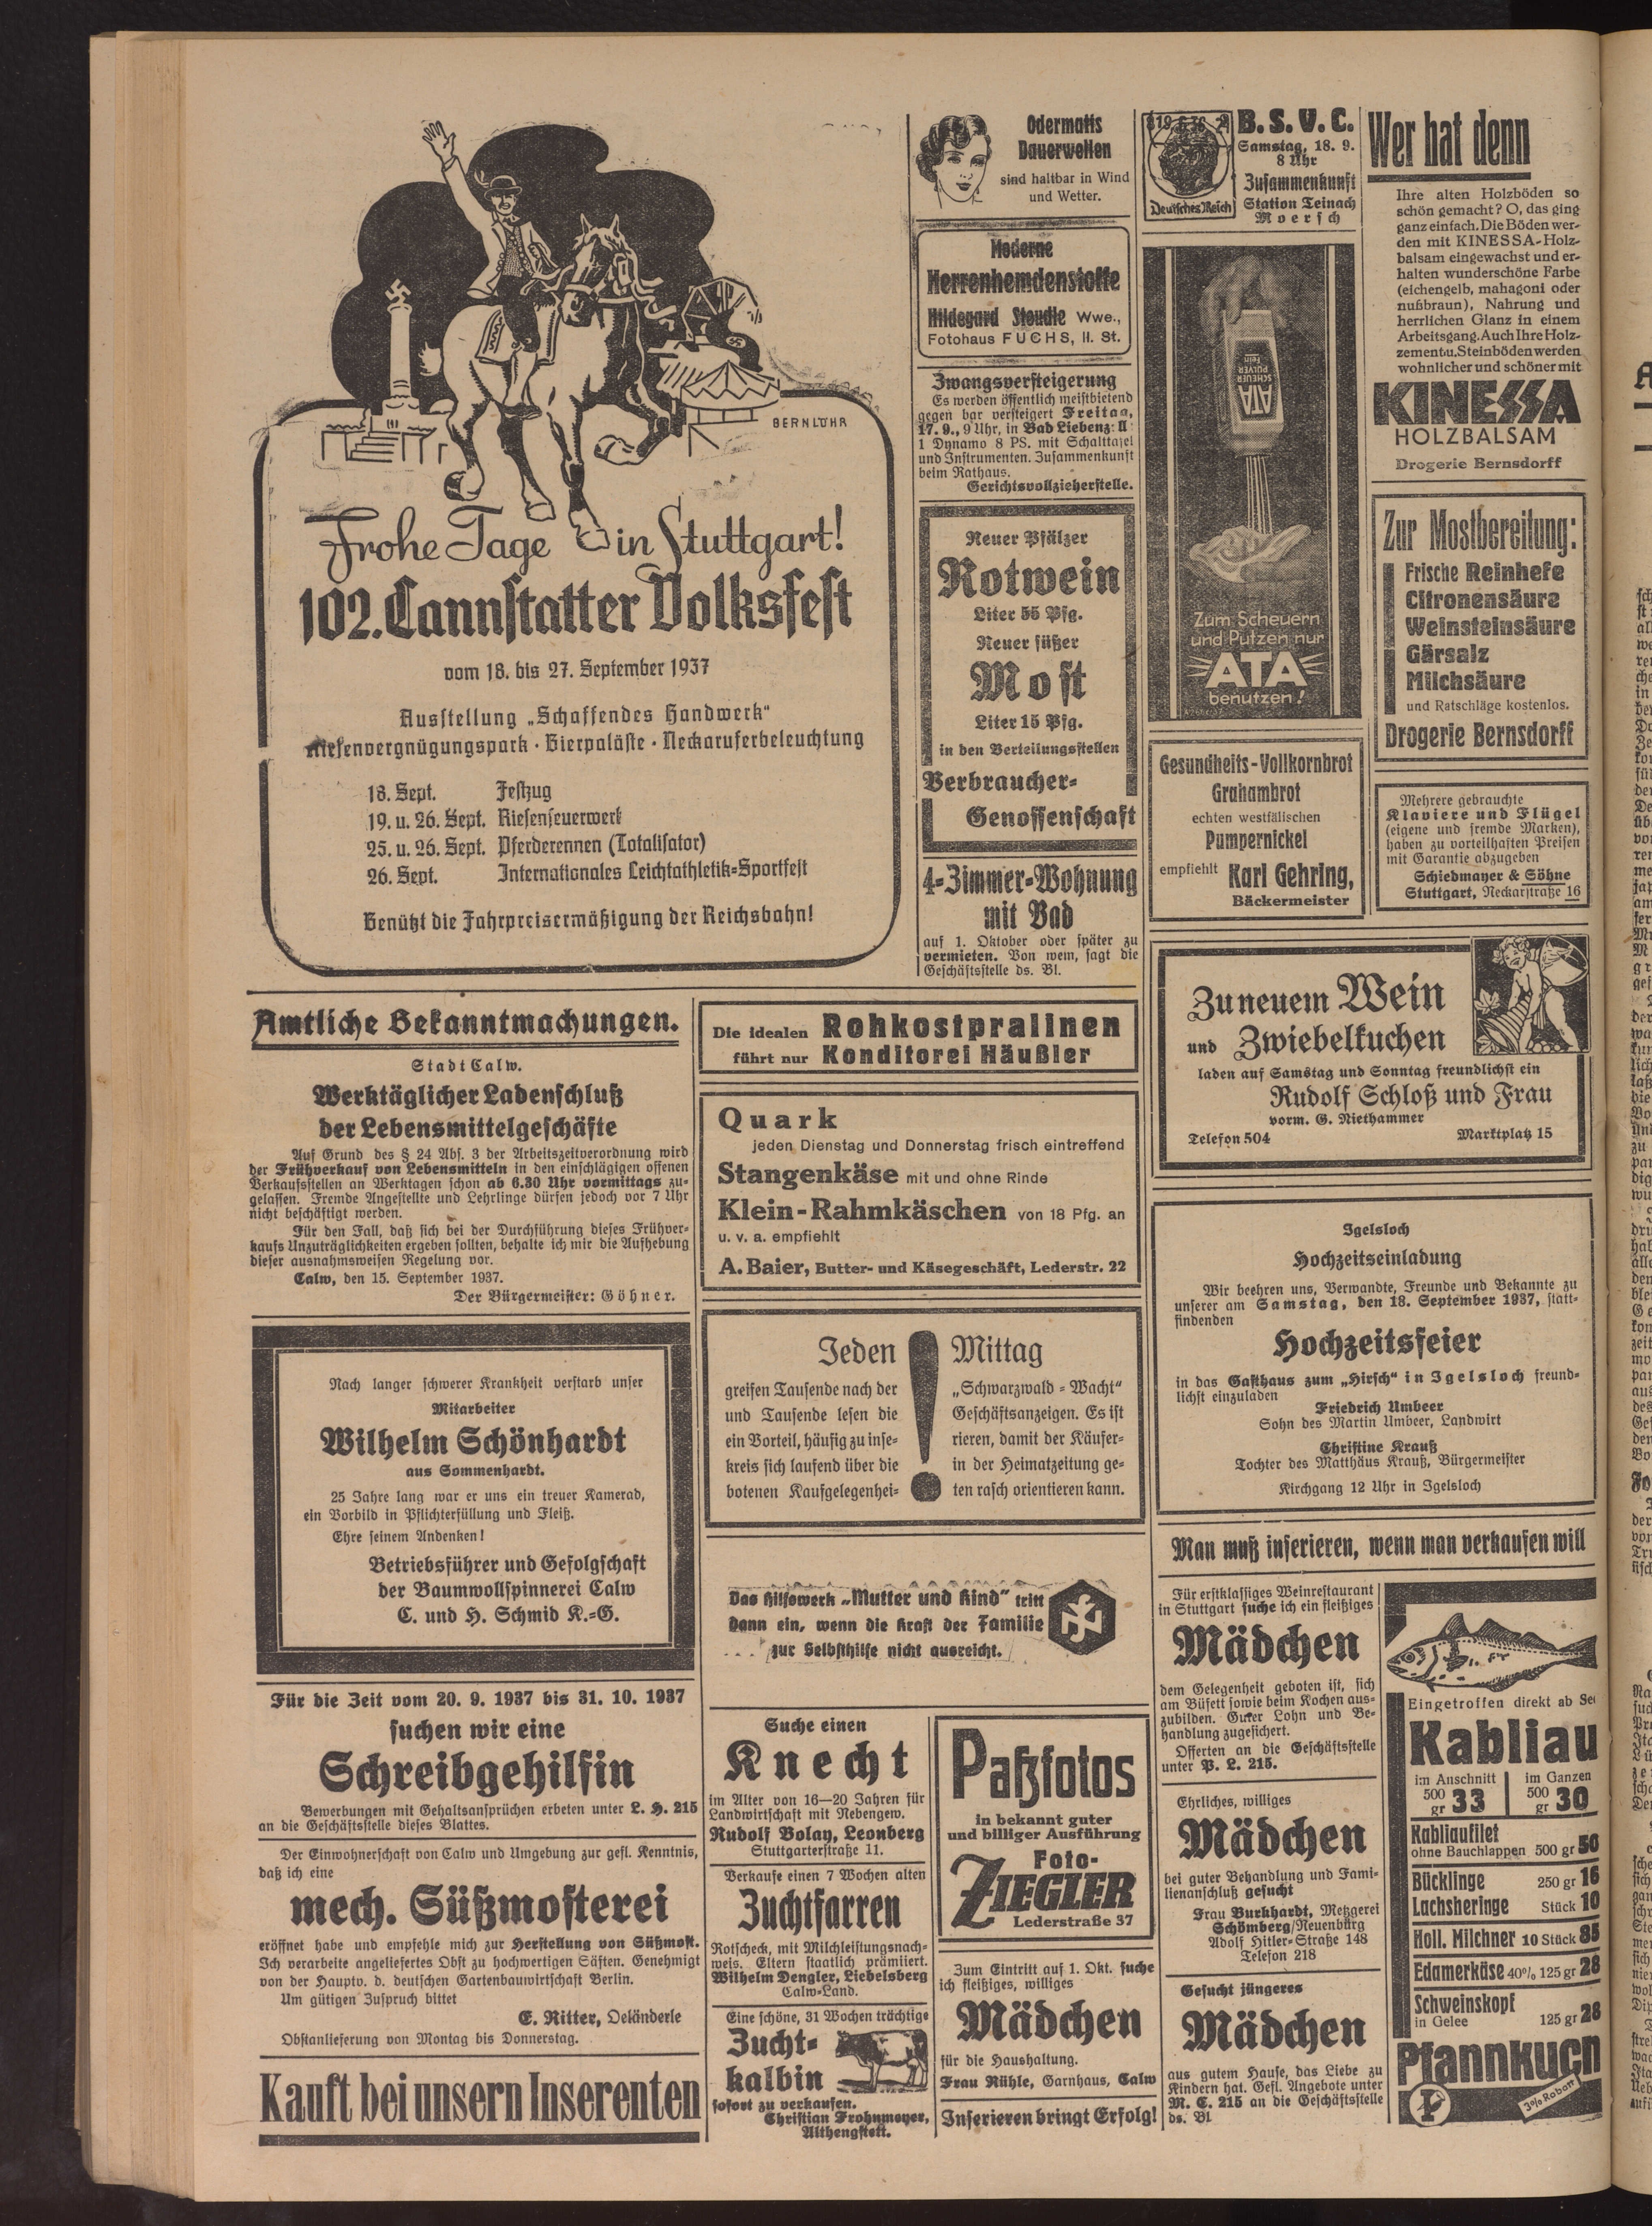 BERNLÖHR
Frohe Tage in Stuttgart!
102. Cannstatter Volksfest
vom 18. bis 27. September 1937
Ausstellung „Schaffendes Handwerk“
Riesenvergnügungspark · Bierpaläste · Neckaruferbeleuchtung
18. Sept. Festzug
19. u. 26. Sept. Riesenfeuerwerk
25. u. 26. Sept. Pferderennen (Totalisator)
26. Sept. Internationales Leichtathletik-Sportfest
Benützt die Fahrpreisermäßigung der Reichsbahn!
Odermatts
Dauerwellen
sind haltbar in Wind
und Wetter.
Moderne
Herrenhemdenstoffe
Hildegard Steudle Wwe.,
Fotohaus FUCHS, II. St.
Zwangsversteigerung
Es werden öffentlich meistbietend
gegen bar versteigert Freitag,
17. 9., 9 Uhr, in Bad Liebenzell:
1 Dynamo 8 PS. mit Schalttafel
und Instrumenten. Zusammenkunft
beim Rathaus.
Gerichtsvollzieherstelle.
Neuer Pfälzer
Rotwein
Liter 55 Pfg.
Neuer süßer
Most
Liter 15 Pfg.
in den Verteilungsstellen
Verbraucher-
Genossenschaft
4-Zimmer-Wohnung
mit Bad
auf 1. Oktober oder später zu
vermieten. Von wem, sagt die
Geschäftsstelle ds. Bl.
Deutsches Reich
B. S. V. C.
Samstag, 18. 9.
8 Uhr
Zusammenkunft
Station Teinach
Moersch
ATA
SCHEUER
PULVER
fein
Zum Scheuern
und Putzen nur
ATA
benutzen!
Gesundheits-Vollkornbrot
Grahambrot
echten westfälischen
Pumpernickel
empfiehlt Karl Gehring,
Bäckermeister
Wer hat denn
Ihre alten Holzböden so
schön gemacht? O, das ging
ganz einfach. Die Böden wer-
den mit KINESSA-Holz-
balsam eingewachst und er-
halten wunderschöne Farbe
(eichengelb, mahagoni oder
nußbraun), Nahrung und
herrlichen Glanz in einem
Arbeitsgang. Auch Ihre Holz-
zement u. Steinböden werden
wohnlicher und schöner mit
KINESSA
HOLZBALSAM
Drogerie Bernsdorff
Zur Mostbereitung:
Frische Reinhefe
Citronensäure
Weinsteinsäure
Gärsalz
Milchsäure
und Ratschläge kostenlos.
Drogerie Bernsdorff
Mehrere gebrauchte
Klaviere und Flügel
(eigene und fremde Marken),
haben zu vorteilhaften Preisen
mit Garantie abzugeben
Schiedmayer & Söhne
Stuttgart, Neckarstraße 16
Zu neuem Wein
und Zwiebelkuchen
laden auf Samstag und Sonntag freundlichst ein
Rudolf Schloß und Frau
vorm. G. Niethammer
Telefon 504 Marktplatz 15
Igelsloch
Hochzeitseinladung
Wir beehren uns, Verwandte, Freunde und Bekannte zu
unserer am Samstag, den 18. September 1937, statt-
findenden
Hochzeitsfeier
in das Gasthaus zum „Hirsch“ in Igelsloch freund-
lichst einzuladen
Friedrich Umbeer
Sohn des Martin Umbeer, Landwirt
Christine Krauß
Tochter des Matthäus Krauß, Bürgermeister
Kirchgang 12 Uhr in Igelsloch
Man muß inserieren, wenn man verkaufen will
Amtliche Bekanntmachungen.
Stadt Calw.
Werktäglicher Ladenschluß
der Lebensmittelgeschäfte
Auf Grund des § 24 Abs. 3 der Arbeitszeitverordnung wird
der Frühverkauf von Lebensmitteln in den einschlägigen offenen
Verkaufsstellen an Werktagen schon ab 6.30 Uhr vormittags zu-
gelassen. Fremde Angestellte und Lehrlinge dürfen jedoch vor 7 Uhr
nicht beschäftigt werden.
Für den Fall, daß sich bei der Durchführung dieses Frühver-
kaufs Unzuträglichkeiten ergeben sollten, behalte ich mir die Aufhebung
dieser ausnahmsweisen Regelung vor.
Calw, den 15. September 1937.
Der Bürgermeister: Göhner.
Nach langer schwerer Krankheit verstarb unser
Mitarbeiter
Wilhelm Schönhardt
aus Sommenhardt.
25 Jahre lang war er uns ein treuer Kamerad,
ein Vorbild in Pflichterfüllung und Fleiß.
Ehre seinem Andenken!
Betriebsführer und Gefolgschaft
der Baumwollspinnerei Calw
C. und H. Schmid K.-G.
Für die Zeit vom 20. 9. 1937 bis 31. 10. 1937
suchen wir eine
Schreibgehilfin
Bewerbungen mit Gehaltsansprüchen erbeten unter L. H. 215
an die Geschäftsstelle dieses Blattes.
Der Einwohnerschaft von Calw und Umgebung zur gefl. Kenntnis,
daß ich eine
mech. Süßmosterei
eröffnet habe und empfehle mich zur Herstellung von Süßmost.
Ich verarbeite angeliefertes Obst zu hochwertigen Säften. Genehmigt
von der Hauptv. d. deutschen Gartenbauwirtschaft Berlin.
Um gütigen Zuspruch bittet
E. Ritter, Oeländerle
Obstanlieferung von Montag bis Donnerstag.
Kauft bei unsern Inserenten
Die idealen Rohkostpralinen
führt nur Konditorei Häußler
Quark
jeden Dienstag und Donnerstag frisch eintreffend
Stangenkäse mit und ohne Rinde
Klein-Rahmkäschen von 18 Pfg. an
u. v. a. empfiehlt
A. Baier, Butter- und Käsegeschäft, Lederstr. 22
Jeden ! Mittag
greifen Tausende nach der „Schwarzwald-Wacht“
und Tausende lesen die Geschäftsanzeigen. Es ist
ein Vorteil, häufig zu inse- rieren, damit der Käufer-
kreis sich laufend über die in der Heimatzeitung ge-
botenen Kaufgelegenhei- ten rasch orientieren kann.
Das Hilfswerk „Mutter und Kind“ tritt
dann ein, wenn die Kraft der Familie
zur Selbsthilfe nicht ausreicht.
Suche einen
Knecht
im Alter von 16—20 Jahren für
Landwirtschaft mit Nebengew.
Rudolf Bolay, Leonberg
Stuttgarterstraße 11.
Verkaufe einen 7 Wochen alten
Zuchtfarren
Rotscheck, mit Milchleistungsnach-
weis. Eltern staatlich prämiiert.
Wilhelm Dengler, Liebelsberg
Calw-Land.
Eine schöne, 31 Wochen trächtige
Zucht-
kalbin
sofort zu verkaufen.
Christian Frohnmeyer,
Althengstett.
Paßfotos
in bekannt guter
und billiger Ausführung
Foto-
ZIEGLER
Lederstraße 37
Zum Eintritt auf 1. Okt. suche
ich fleißiges, williges
Mädchen
für die Haushaltung.
Frau Rühle, Garnhaus, Calw
Inserieren bringt Erfolg!
Für erstklassiges Weinrestaurant
in Stuttgart suche ich ein fleißiges
Mädchen
dem Gelegenheit geboten ist, sich
am Büfett sowie beim Kochen aus-
zubilden. Guter Lohn und Be-
handlung zugesichert.
Offerten an die Geschäftsstelle
unter P. L. 215.
Ehrliches, williges
Mädchen
bei guter Behandlung und Fami-
lienanschluß gesucht
Frau Burkhardt, Metzgerei
Schömberg/Neuenbürg
Adolf Hitler-Straße 148
Telefon 218
Gesucht jüngeres
Mädchen
aus gutem Hause, das Liebe zu
Kindern hat. Gefl. Angebote unter
M. E. 215 an die Geschäftsstelle
ds. Bl
Eingetroffen direkt ab See
Kabliau
im Anschnitt im Ganzen
500 gr 33 500 gr 30
Kabliaufilet
ohne Bauchlappen 500 gr 50
Bücklinge 250 gr 16
Lachsheringe Stück 10
Holl. Milchner 10 Stück 85
Edamerkäse 40% 125 gr 28
Schweinskopf
in Gelee 125 gr 28
Pfannkuch
3% Rabatt